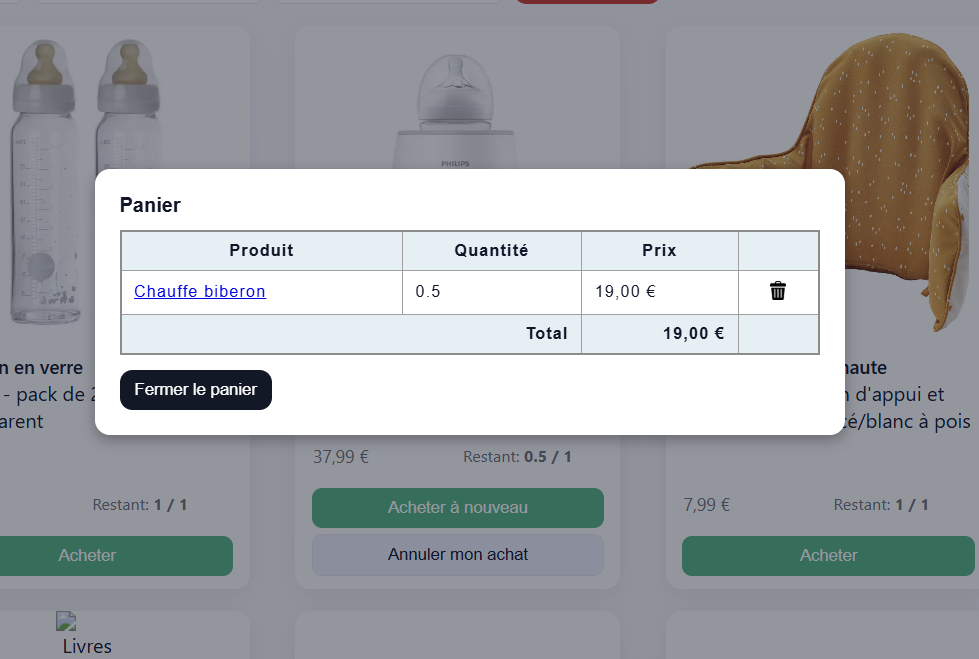 PHILIPS
Panier
Produit Quantité Prix
Chauffe biberon 0.5 19,00 €
Total 19,00 €
Fermer le panier
en verre
- pack de
arent
haute
d'appui et
cé/blanc à pois
37,99 € Restant: 0.5 / 1
Restant: 1 / 1
7,99 € Restant: 1 / 1
Acheter à nouveau
Annuler mon achat
Acheter
Acheter
Livres